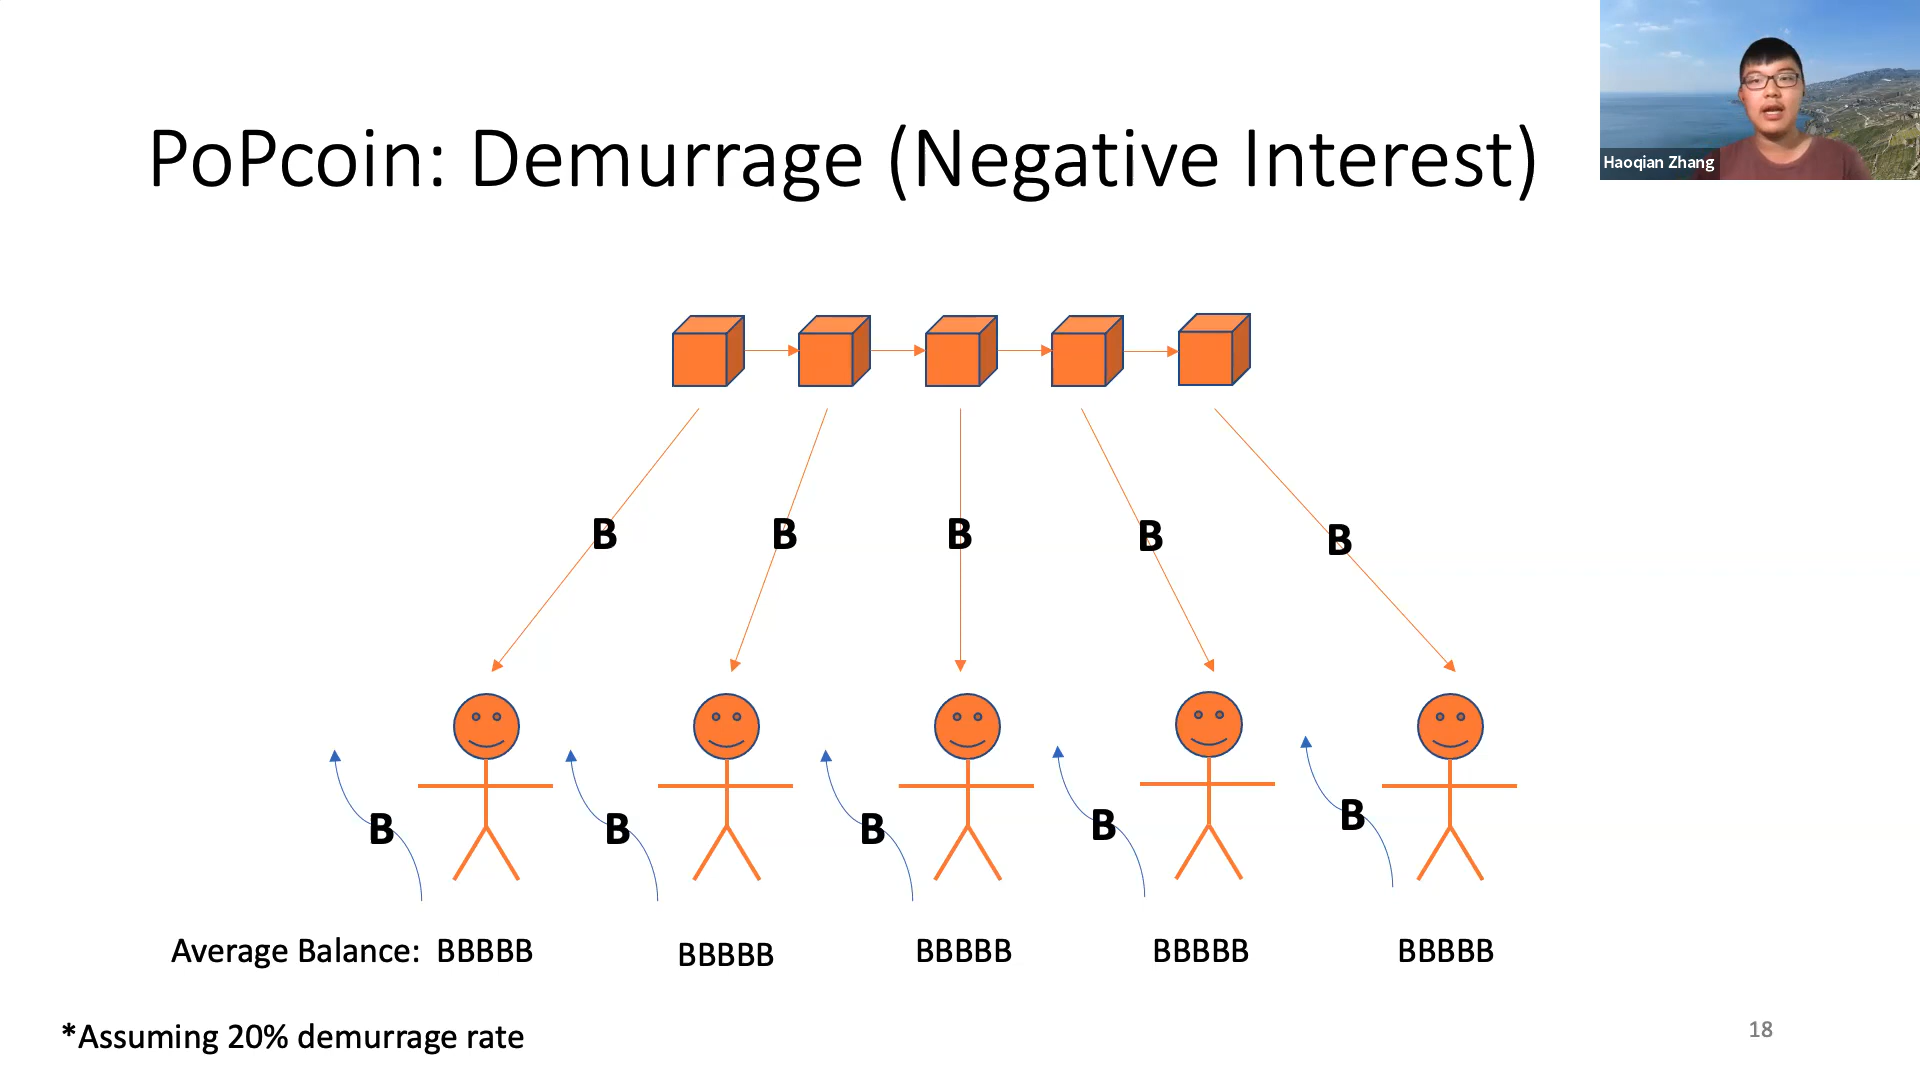 PoPcoin: Demurrage (Negative Interest)
Haoqian Zhang
B B B B B
B B B B B
Average Balance: BBBBB BBBBB BBBBB BBBBB BBBBB
*Assuming 20% demurrage rate
18